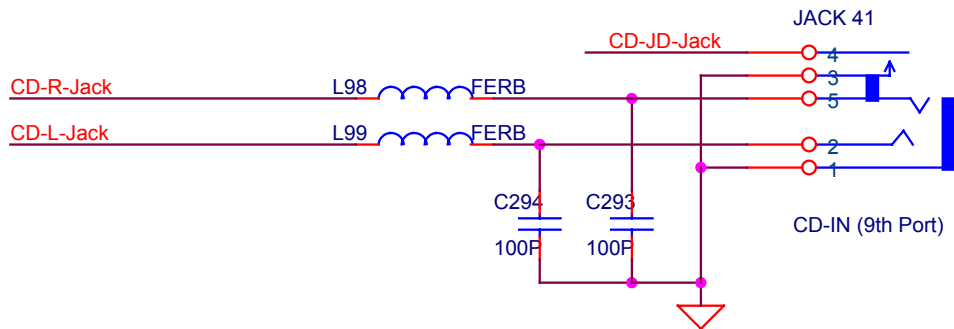 JACK 41
CD-JD-Jack
4
3
CD-R-Jack
L98
FERB
5
CD-L-Jack
L99
FERB
2
1
C294
C293
CD-IN (9th Port)
100P
100P